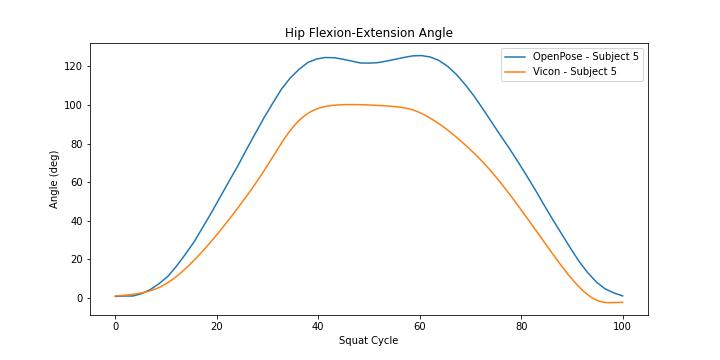 Hip Flexion-Extension Angle
OpenPose - Subject 5
Vicon - Subject 5
Angle (deg)
120
100
80
60
40
20
0
0 20 40 60 80 100
Squat Cycle